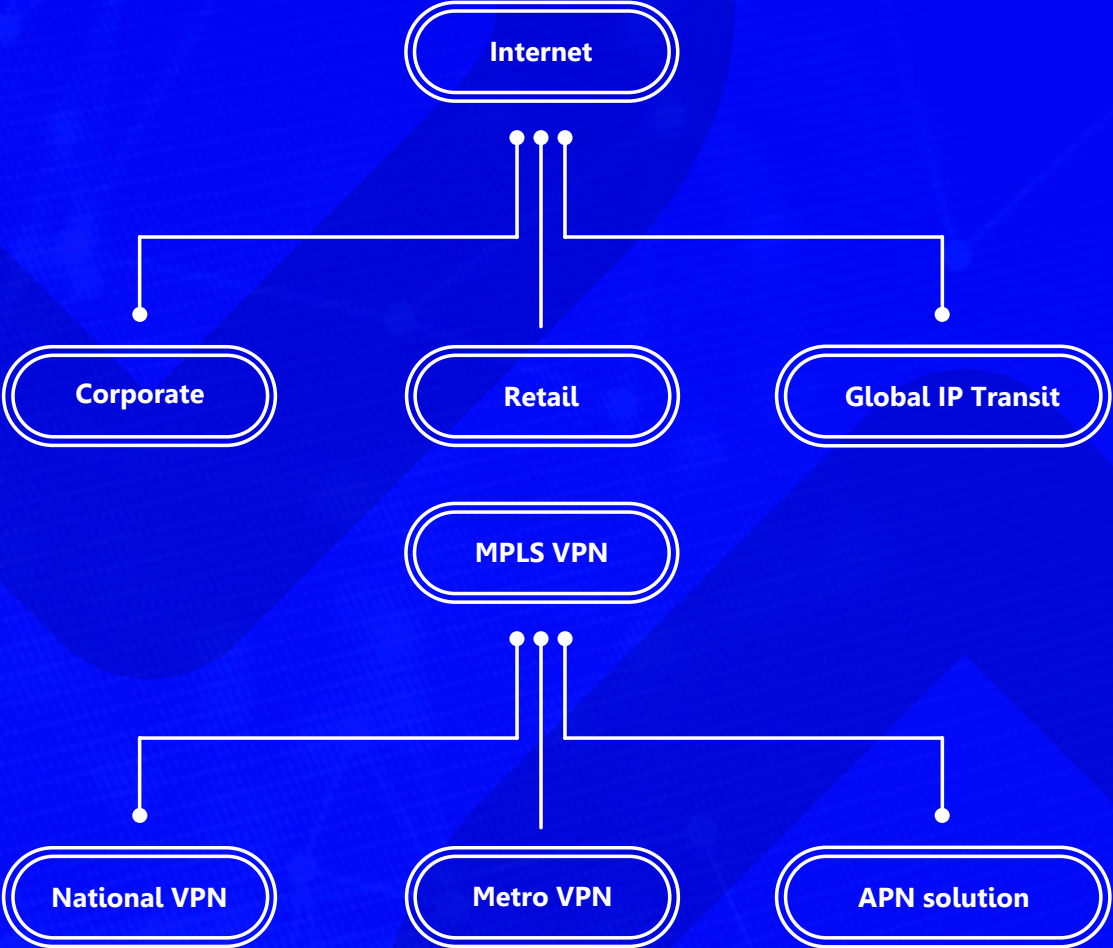 Internet
Corporate
Retail
Global IP Transit
MPLS VPN
National VPN
Metro VPN
APN solution